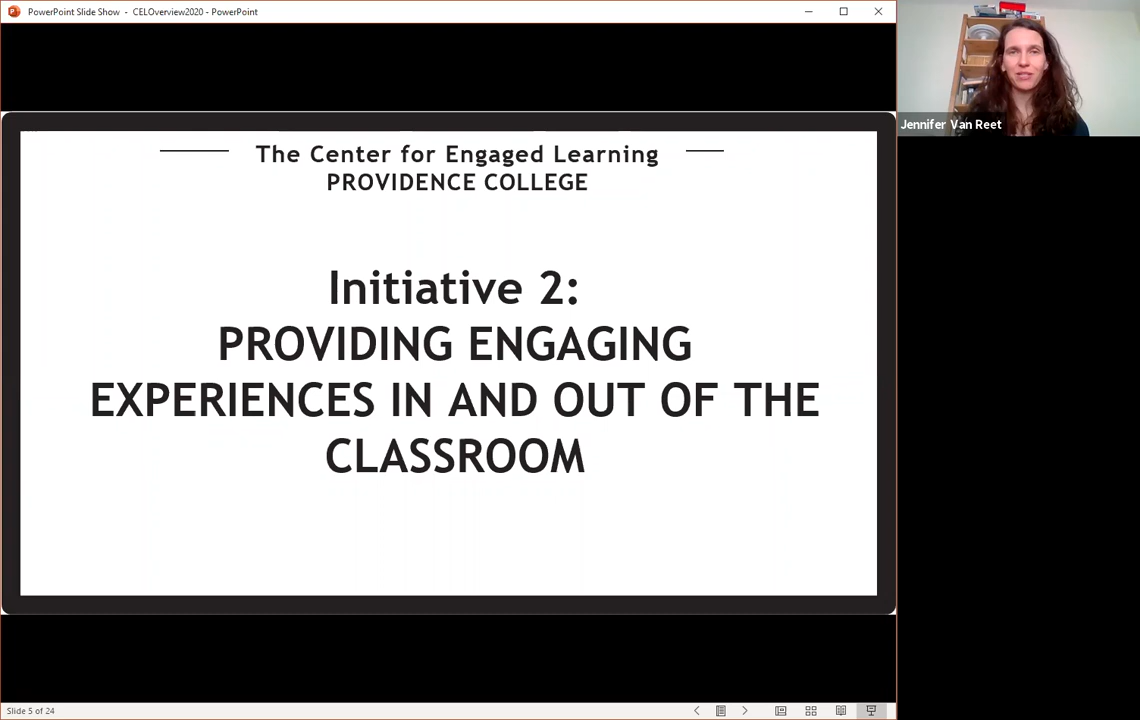 PowerPoint Slide Show - CELOverview2020 - PowerPoint
Jennifer Van Reet
The Center for Engaged Learning
PROVIDENCE COLLEGE
Initiative 2:
PROVIDING ENGAGING
EXPERIENCES IN AND OUT OF THE
CLASSROOM
Slide 5 of 24